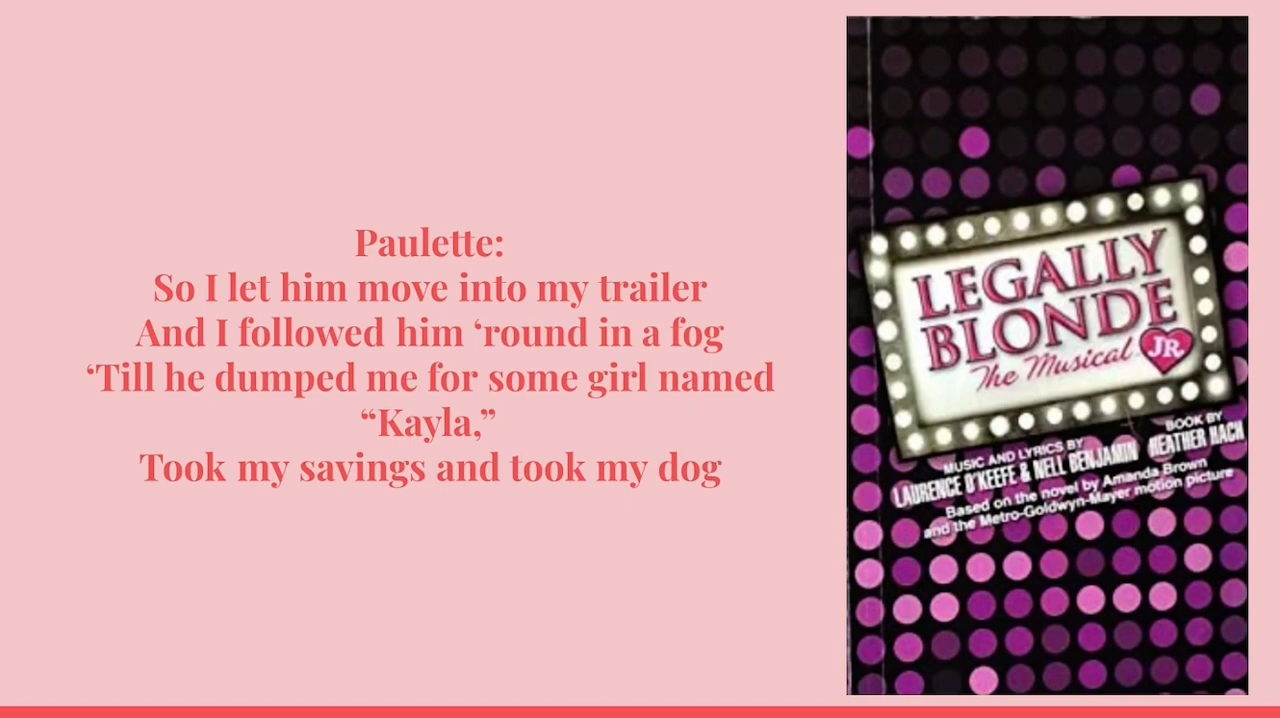 Paulette:
So I let him move into my trailer
And I followed him ‘round in a fog
‘Till he dumped me for some girl named
“Kayla,”
Took my savings and took my dog
LEGALLY
BLONDE
The Musical JR
MUSIC AND LYRICS BY
LAURENCE O'KEEFE & NELL BENJAMIN
BOOK BY
HEATHER HACH
Based on the novel by Amanda Brown
and the Metro-Goldwyn-Mayer motion picture